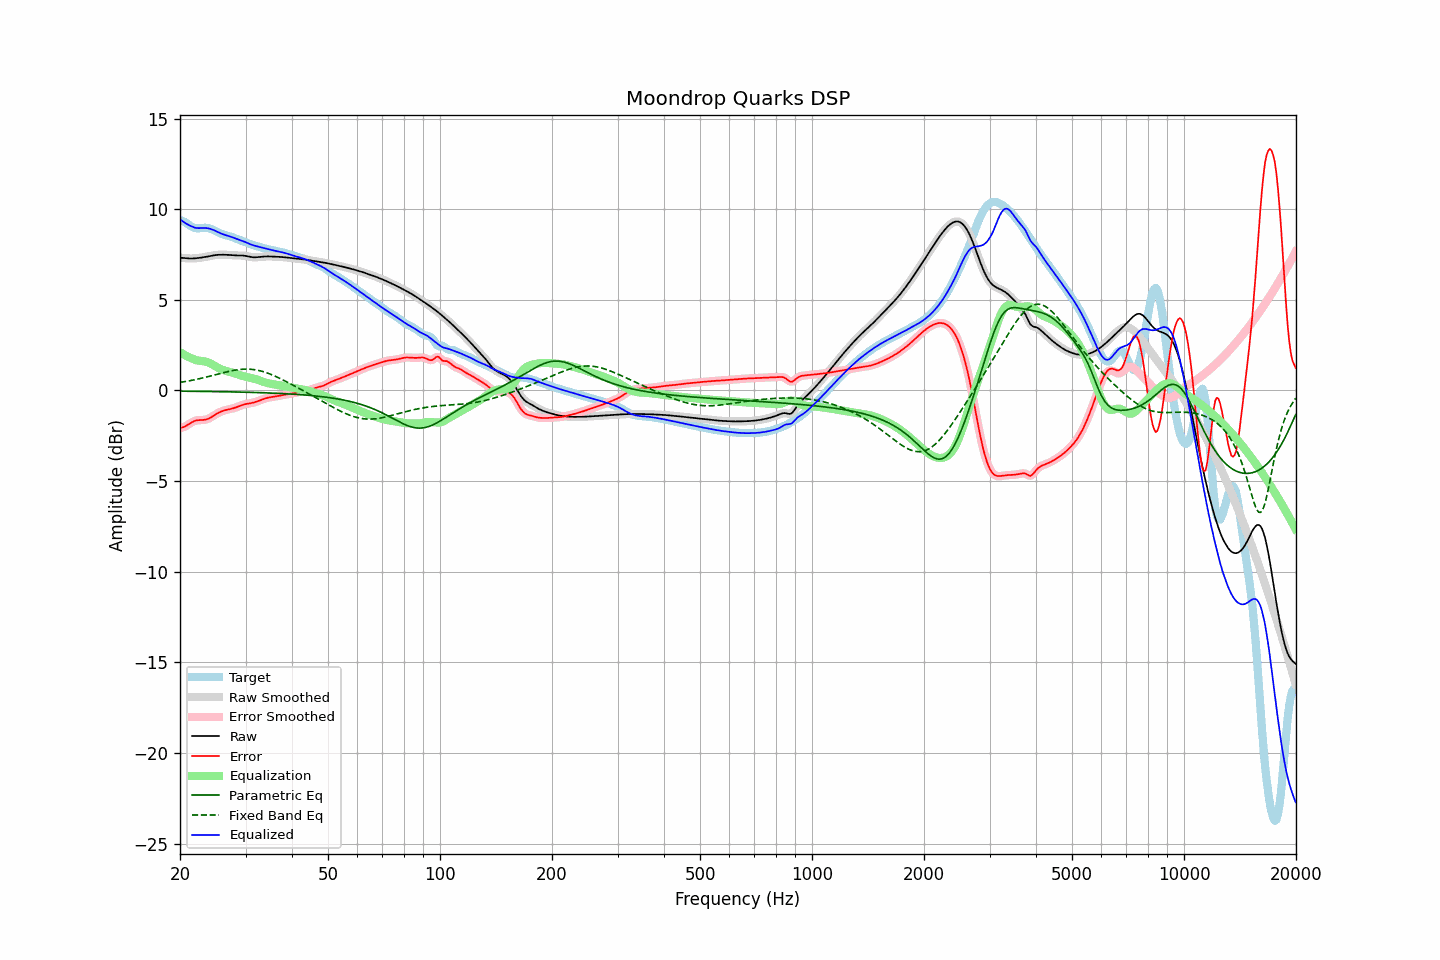 Moondrop Quarks DSP
Amplitude (dBr)
15
10
5
0
−5
−10
−15
−20
−25
Target
Raw Smoothed
Error Smoothed
Raw
Error
Equalization
Parametric Eq
Fixed Band Eq
Equalized
20 50 100 200 500 1000 2000 5000 10000 20000
Frequency (Hz)